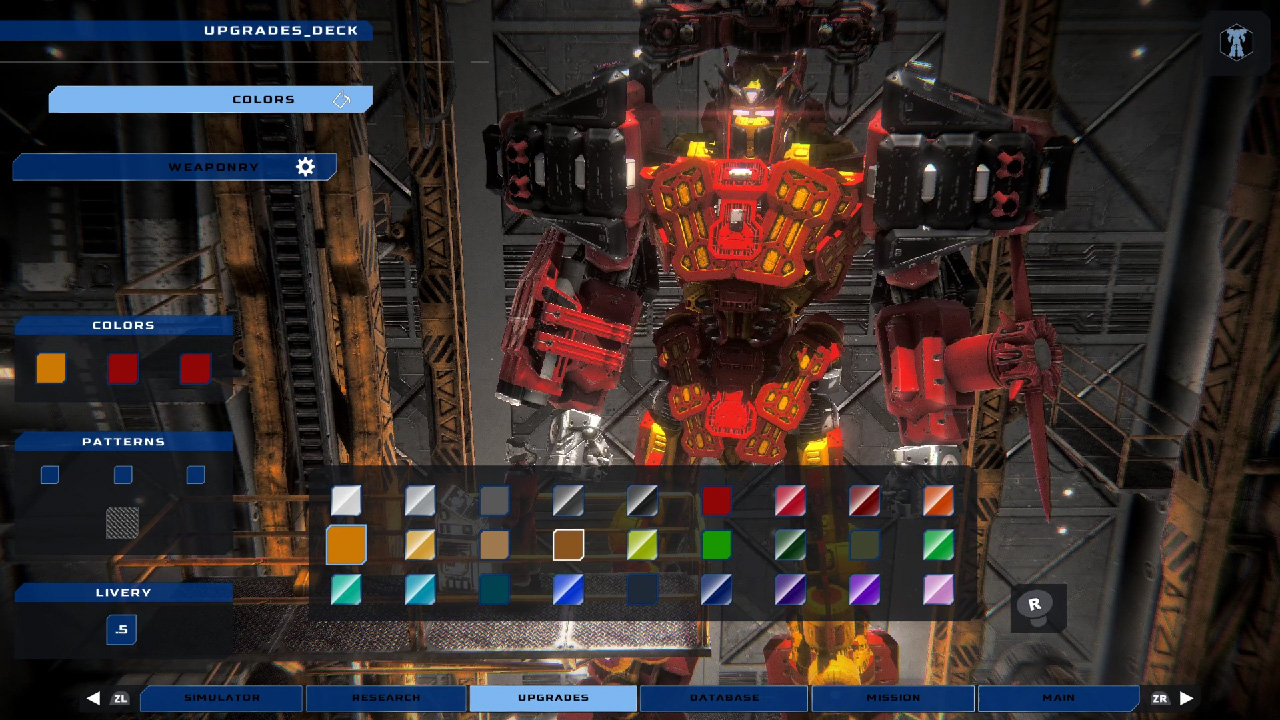 UPGRADES_DECK
COLORS
WEAPONRY
COLORS
PATTERNS
LIVERY
.5
R
ZL
SIMULATOR
RESEARCH
UPGRADES
DATABASE
MISSION
MAIN
ZR